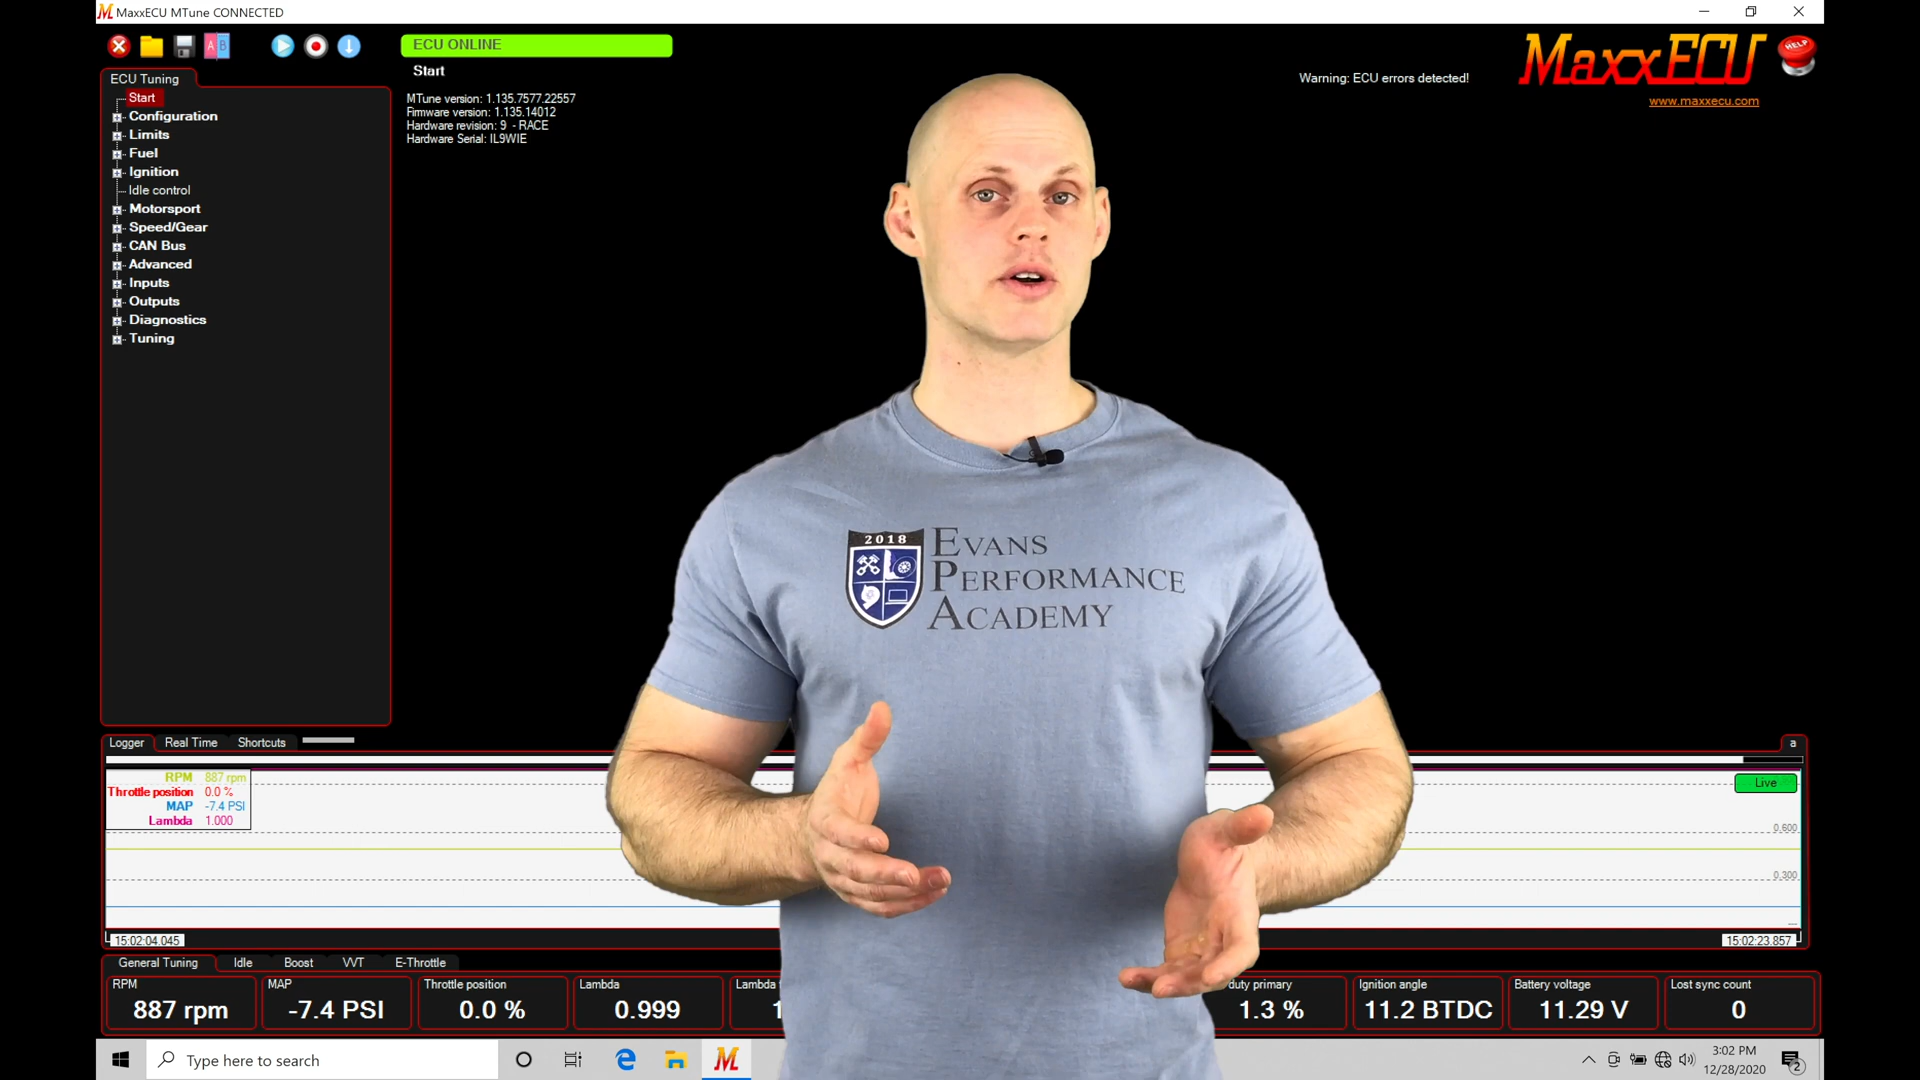 MaxxECU MTune CONNECTED
A B
ECU ONLINE
MaxxECU
HELP
Start
Warning: ECU errors detected!
www.maxxecu.com
ECU Tuning
Start
Configuration
Limits
Fuel
Ignition
Idle control
Motorsport
Speed/Gear
CAN Bus
Advanced
Inputs
Outputs
Diagnostics
Tuning
MTune version: 1.135.7577.22557
Firmware version: 1.135.14012
Hardware revision: 9 - RACE
Hardware Serial: IL9WIE
2018
EVANS
PERFORMANCE
ACADEMY
Logger Real Time Shortcuts
a
RPM 887 rpm
Throttle position 0.0 %
MAP -7.4 PSI
Lambda 1.000
Live
0.600
0.300
15:02:04.045
15:02:23.857
General Tuning Idle Boost VVT E-Throttle
RPM MAP Throttle position Lambda Lambda duty primary Ignition angle Battery voltage Lost sync count
887 rpm -7.4 PSI 0.0 % 0.999 1.3 % 11.2 BTDC 11.29 V 0
Type here to search
3:02 PM
12/28/2020
2